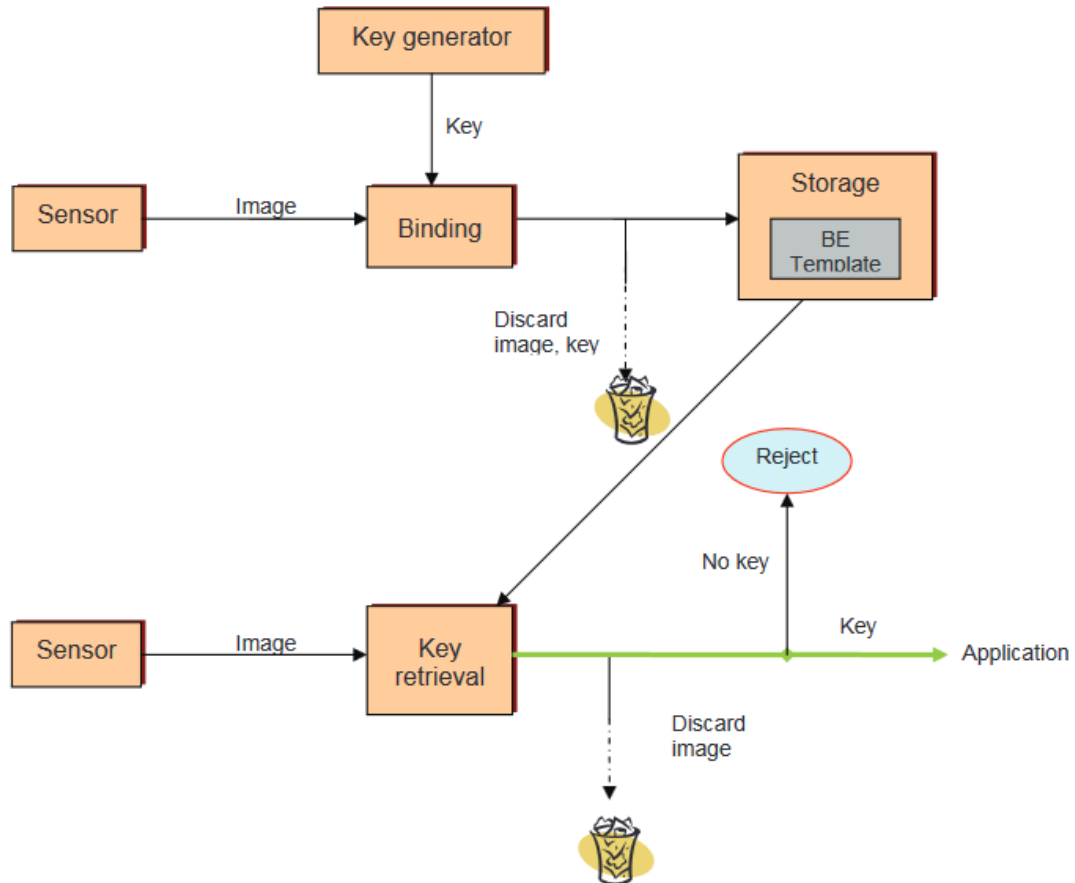 Key generator
Key
Sensor
Image
Binding
Storage
BE
Template
Discard
image, key
Reject
No key
Sensor
Image
Key
retrieval
Key
Application
Discard
image